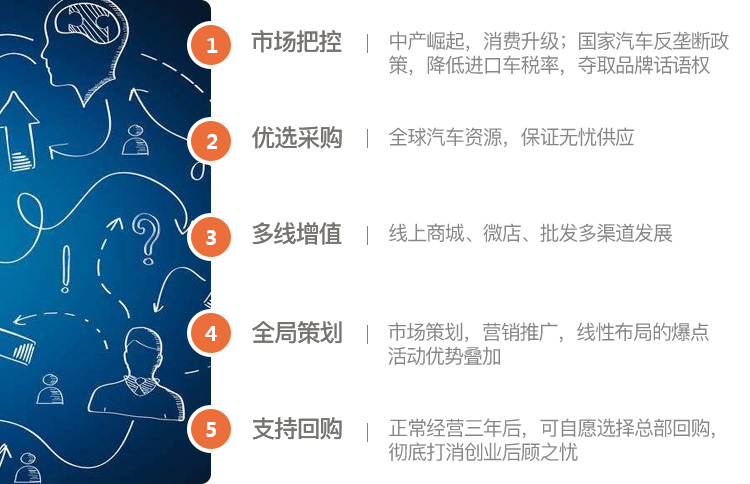 1 市场把控 | 中产崛起，消费升级；国家汽车反垄断政
策，降低进口车税率，夺取品牌话语权
2 优选采购 | 全球汽车资源，保证无忧供应
3 多线增值 | 线上商城、微店、批发多渠道发展
4 全局策划 | 市场策划，营销推广，线性布局的爆点
活动优势叠加
5 支持回购 | 正常经营三年后，可自愿选择总部回购，
彻底打消创业后顾之忧